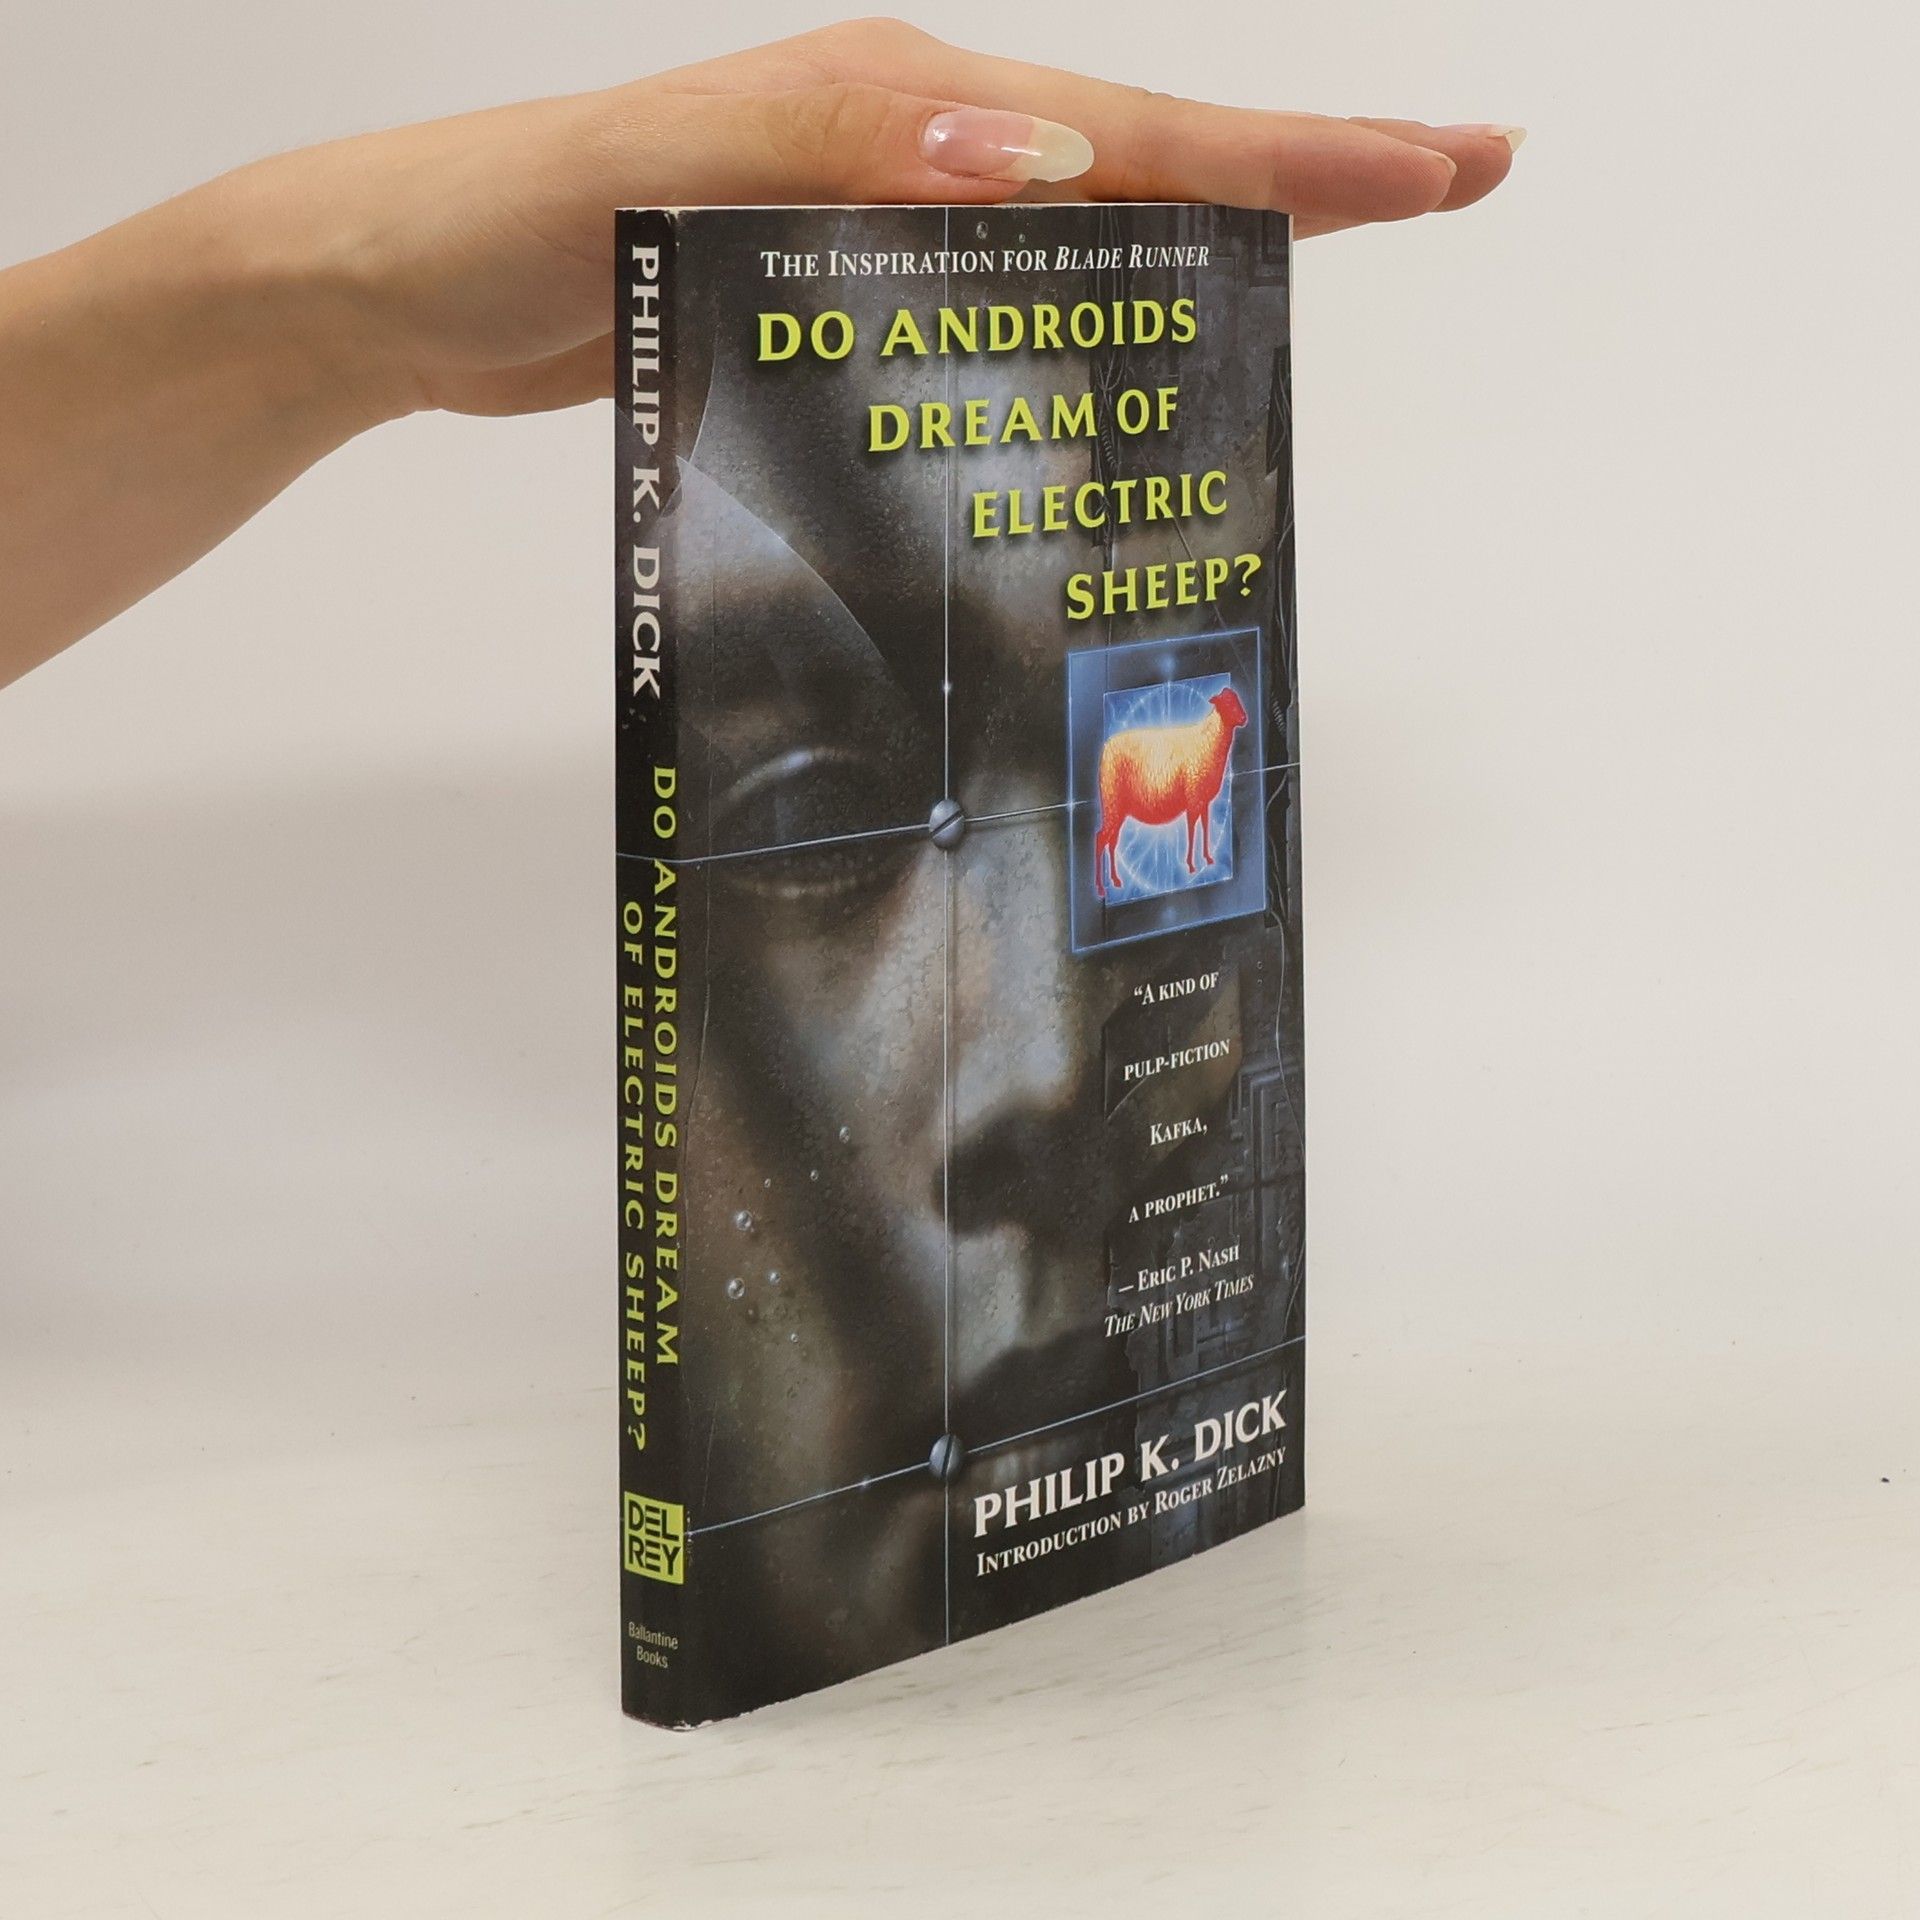 PHILIP K. DICK
DO ANDROIDS DREAM
OF ELECTRIC SHEEP?
DEL
REY
Ballantine
Books
THE INSPIRATION FOR BLADE RUNNER
DO ANDROIDS
DREAM OF
ELECTRIC
SHEEP?
“A KIND OF
PULP-FICTION
KAFKA,
A PROPHET.”
—ERIC P. NASH
THE NEW YORK TIMES
PHILIP K. DICK
INTRODUCTION BY ROGER ZELAZNY